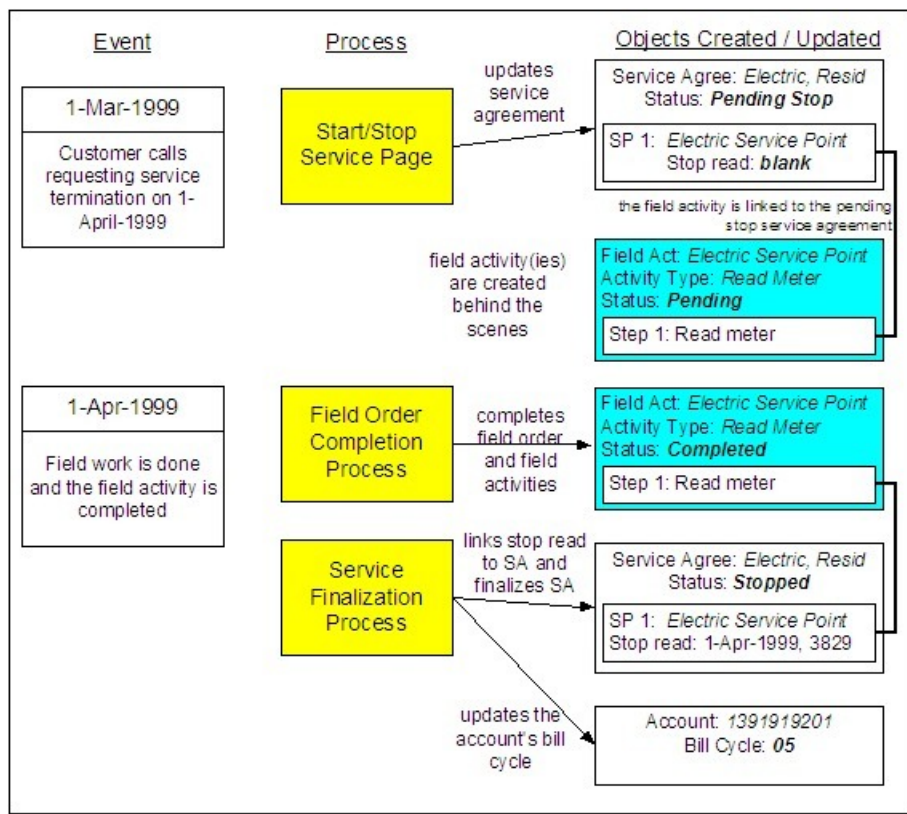 Event
Process
Objects Created / Updated
1-Mar-1999
Customer calls
requesting service
termination on 1-
April-1999
Start/Stop
Service Page
updates
service
agreement
Service Agree: Electric, Resid
Status: Pending Stop
SP 1: Electric Service Point
Stop read: blank
the field activity is linked to the pending
stop service agreement
field activity(ies)
are created
behind the
scenes
Field Act: Electric Service Point
Activity Type: Read Meter
Status: Pending
Step 1: Read meter
1-Apr-1999
Field work is done
and the field activity is
completed
Field Order
Completion
Process
completes
field order
and field
activities
Field Act: Electric Service Point
Activity Type: Read Meter
Status: Completed
Step 1: Read meter
Service
Finalization
Process
links stop read
to SA and
finalizes SA
Service Agree: Electric, Resid
Status: Stopped
SP 1: Electric Service Point
Stop read: 1-Apr-1999, 3829
updates the
account's bill
cycle
Account: 1391919201
Bill Cycle: 05